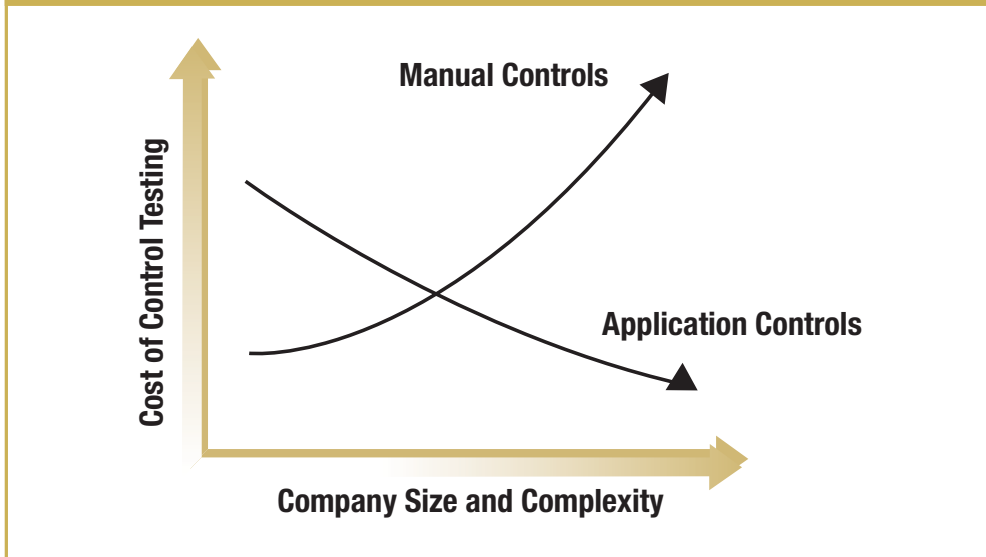 Manual Controls
Cost of Control Testing
Application Controls
Company Size and Complexity